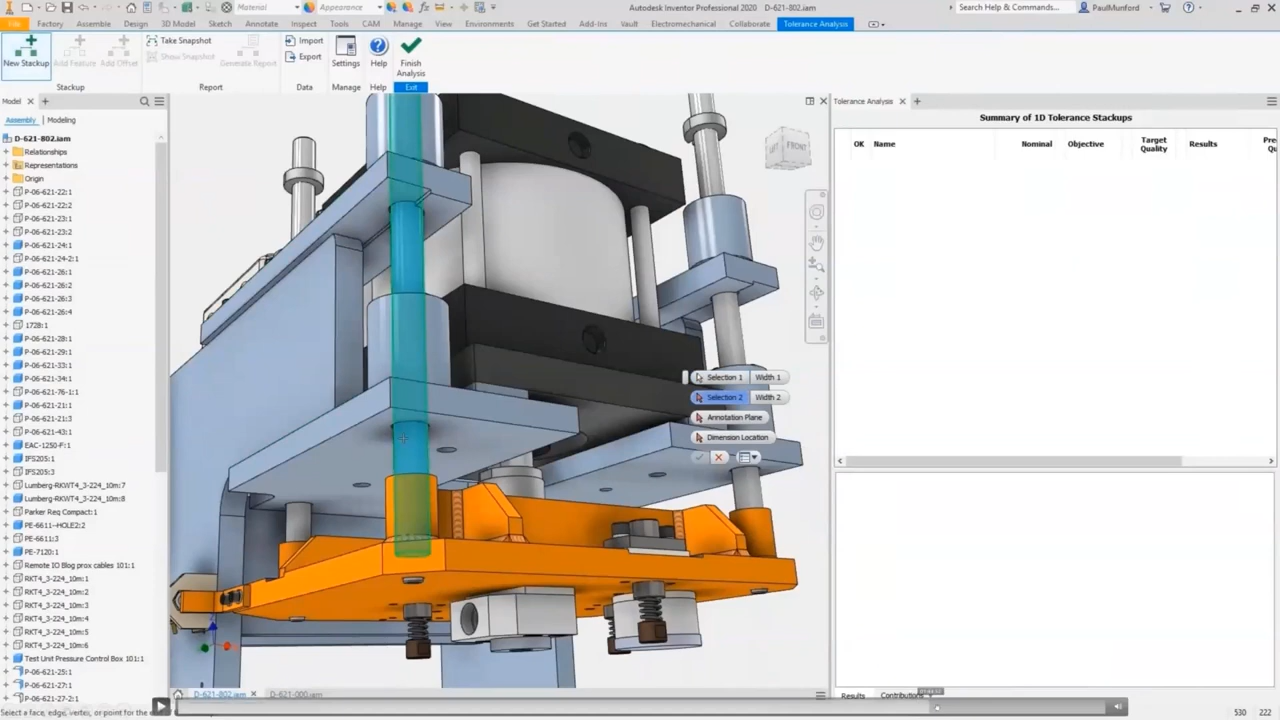 Material
Appearance
Autodesk Inventor Professional 2020 D-621-802.iam
Search Help & Commands...
PaulMunford
File
Factory
Assemble
Design
3D Model
Sketch
Annotate
Inspect
Tools
CAM
Manage
View
Environments
Get Started
Add-Ins
Vault
Electromechanical
Collaborate
Tolerance Analysis
New Stackup
Add Feature
Add Offset
Take Snapshot
Show Snapshot
Generate Report
Import
Export
Settings
Help
Finish Analysis
Stackup
Report
Data
Manage
Help
Exit
Model
Assembly
Modeling
D-621-802.iam
Relationships
Representations
Origin
P-06-621-22:1
P-06-621-22:2
P-06-621-23:1
P-06-621-23:2
P-06-621-24:1
P-06-621-24-2:1
P-06-621-26:1
P-06-621-26:2
P-06-621-26:3
P-06-621-26:4
172B:1
P-06-621-28:1
P-06-621-29:1
P-06-621-33:1
P-06-621-34:1
P-06-621-76-1:1
P-06-621-21:1
P-06-621-21:3
P-06-621-43:1
EAC-1250-F:1
IFS205:1
IFS205:3
Lumberg-RKWT4_3-224_10m:7
Lumberg-RKWT4_3-224_10m:8
Parker Req Compact:1
PE-6611--HOLE2:2
PE-6611:3
PE-7120:1
Remote IO Blog prox cables 101:1
RKT4_3-224_10m:1
RKT4_3-224_10m:2
RKT4_3-224_10m:3
RKT4_3-224_10m:4
RKT4_3-224_10m:5
RKT4_3-224_10m:6
Test Unit Pressure Control Box 101:1
P-06-621-25:1
P-06-621-27:1
P-06-621-27-2:1
LEFT
FRONT
Selection 1
Width 1
Selection 2
Width 2
Annotation Plane
Dimension Location
D-621-802.iam
D-621-000.iam
Tolerance Analysis
Summary of 1D Tolerance Stackups
OK
Name
Nominal
Objective
Target Quality
Results
Results
Contributions
Select a face, edge, vertex, or point for the
530
222